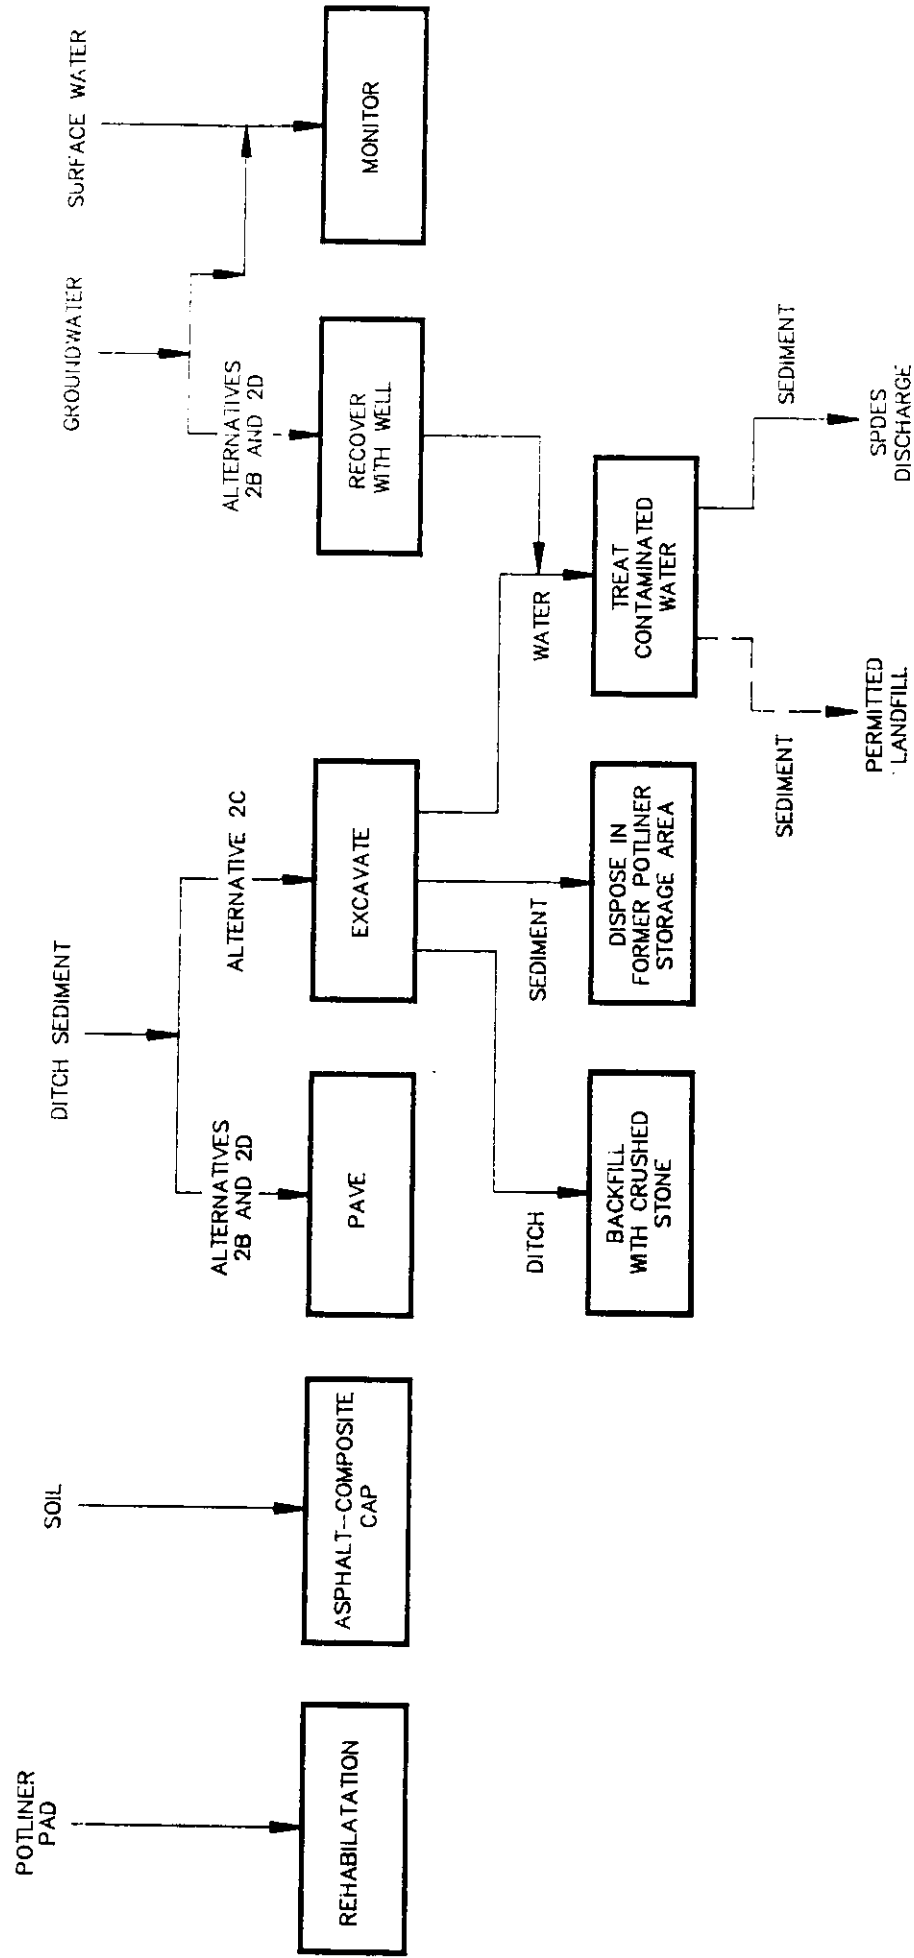 POTLINER
PAD
SOIL
DITCH SEDIMENT
GROUNDWATER
SURFACE WATER
ALTERNATIVES
2B AND 2D
ALTERNATIVE 2C
ALTERNATIVES
2B AND 2D
REHABILATATION
ASPHALT-COMPOSITE
CAP
PAVE
EXCAVATE
RECOVER
WITH WELL
MONITOR
DITCH
SEDIMENT
WATER
BACKFILL
WITH CRUSHED
STONE
DISPOSE IN
FORMER POTLINER
STORAGE AREA
TREAT
CONTAMINATED
WATER
SEDIMENT
SEDIMENT
PERMITTED
LANDFILL
SPDES
DISCHARGE